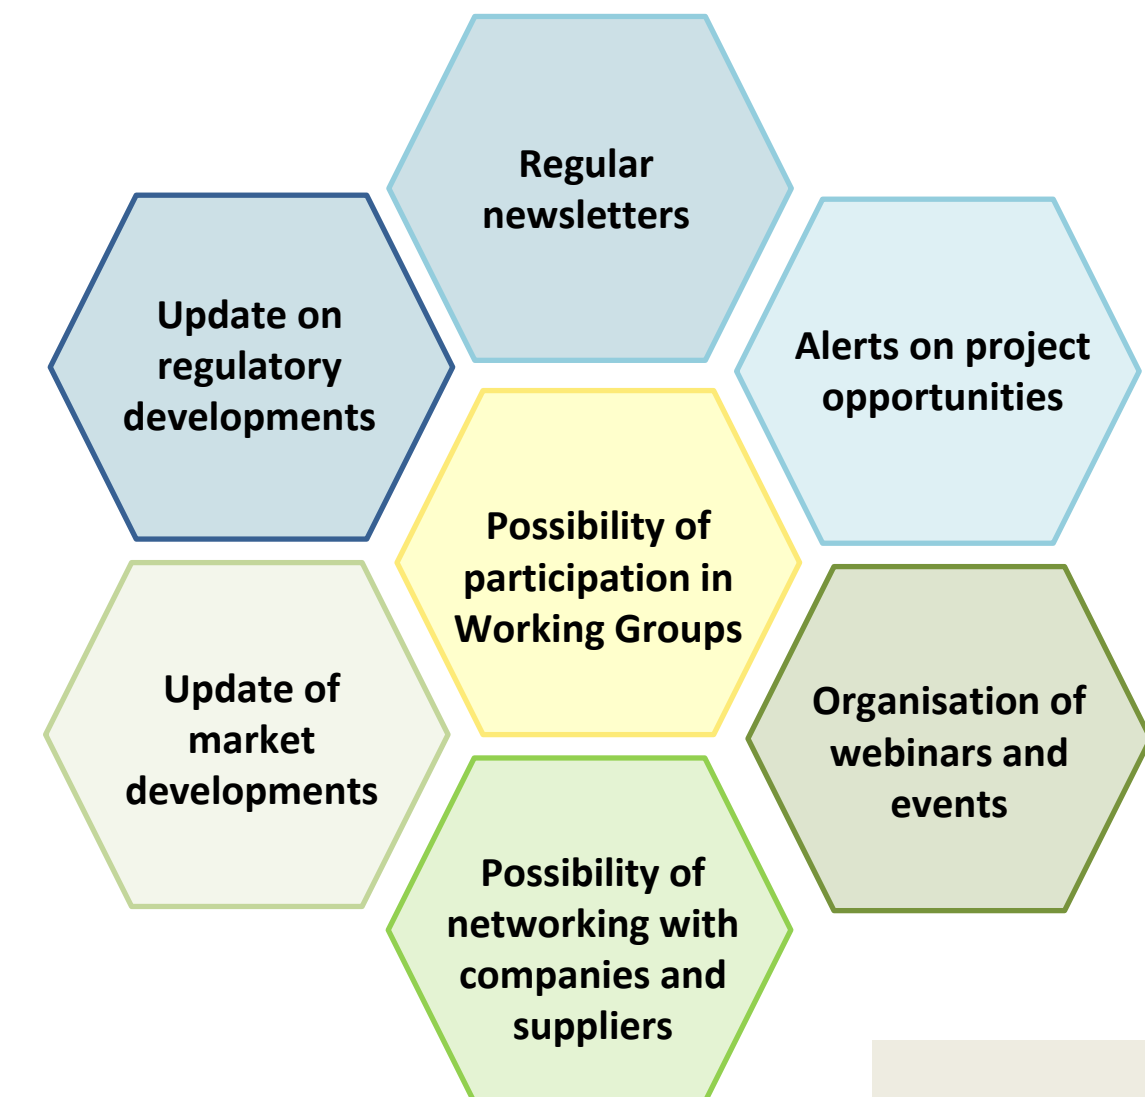 Regular
newsletters
Update on
regulatory
developments
Alerts on project
opportunities
Possibility of
participation in
Working Groups
Update of
market
developments
Organisation of
webinars and
events
Possibility of
networking with
companies and
suppliers